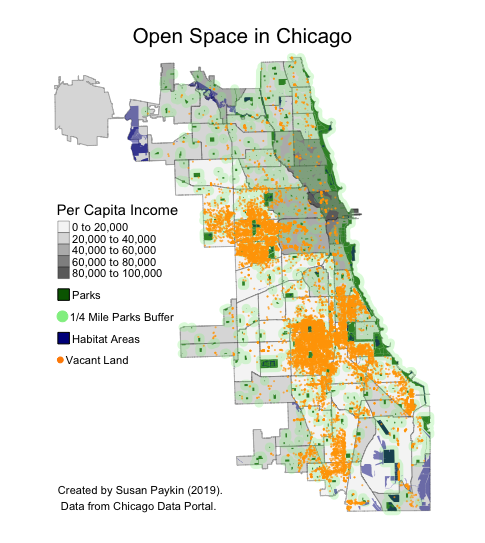 Open Space in Chicago
Per Capita Income
0 to 20,000
20,000 to 40,000
40,000 to 60,000
60,000 to 80,000
80,000 to 100,000
Parks
1/4 Mile Parks Buffer
Habitat Areas
Vacant Land
Created by Susan Paykin (2019).
Data from Chicago Data Portal.